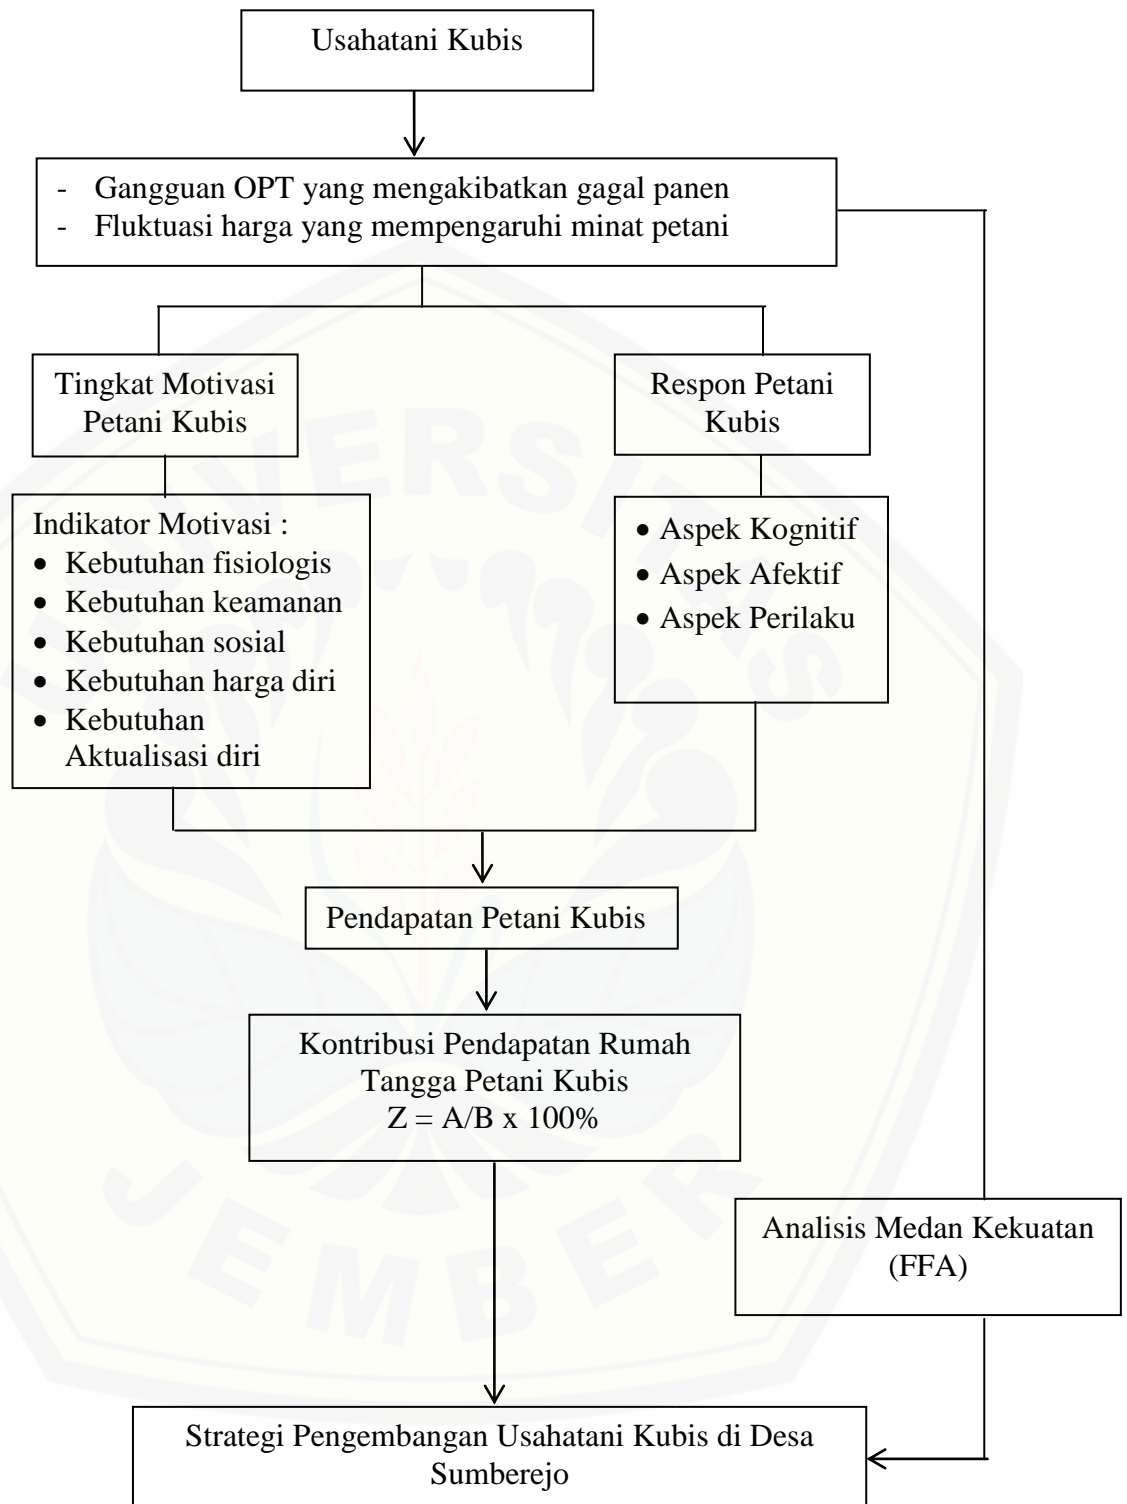 Usahatani Kubis
- Gangguan OPT yang mengakibatkan gagal panen
- Fluktuasi harga yang mempengaruhi minat petani
Tingkat Motivasi
Petani Kubis
Respon Petani
Kubis
Indikator Motivasi :
• Kebutuhan fisiologis
• Kebutuhan keamanan
• Kebutuhan sosial
• Kebutuhan harga diri
• Kebutuhan
Aktualisasi diri
• Aspek Kognitif
• Aspek Afektif
• Aspek Perilaku
Pendapatan Petani Kubis
Kontribusi Pendapatan Rumah
Tangga Petani Kubis
Z = A/B x 100%
Analisis Medan Kekuatan
(FFA)
Strategi Pengembangan Usahatani Kubis di Desa
Sumberejo
UNIVERSITAS
JEMBER